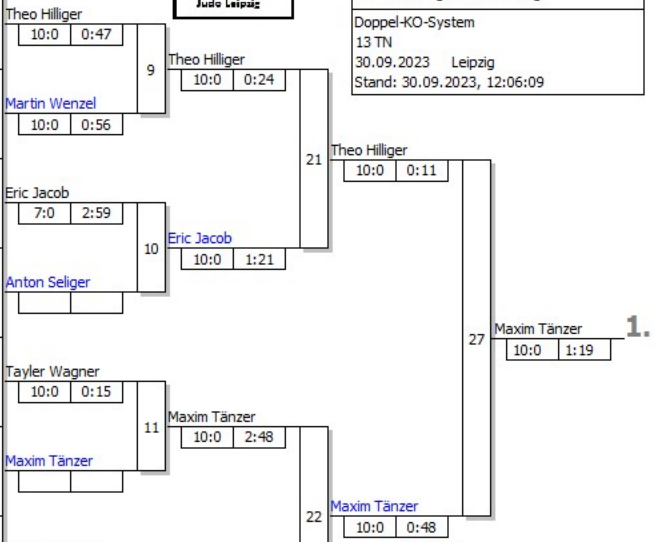 Judo Leipzig
Doppel-KO-System
13 TN
30.09.2023 Leipzig
Stand: 30.09.2023, 12:06:09
Theo Hilliger
10:0 0:47
9
Martin Wenzel
10:0 0:56
Eric Jacob
7:0 2:59
10
Anton Seliger
Tayler Wagner
10:0 0:15
11
Maxim Tänzer
Theo Hilliger
10:0 0:24
21
Eric Jacob
10:0 1:21
Maxim Tänzer
10:0 2:48
22
Theo Hilliger
10:0 0:11
27
Maxim Tänzer
10:0 0:48
Maxim Tänzer 1.
10:0 1:19